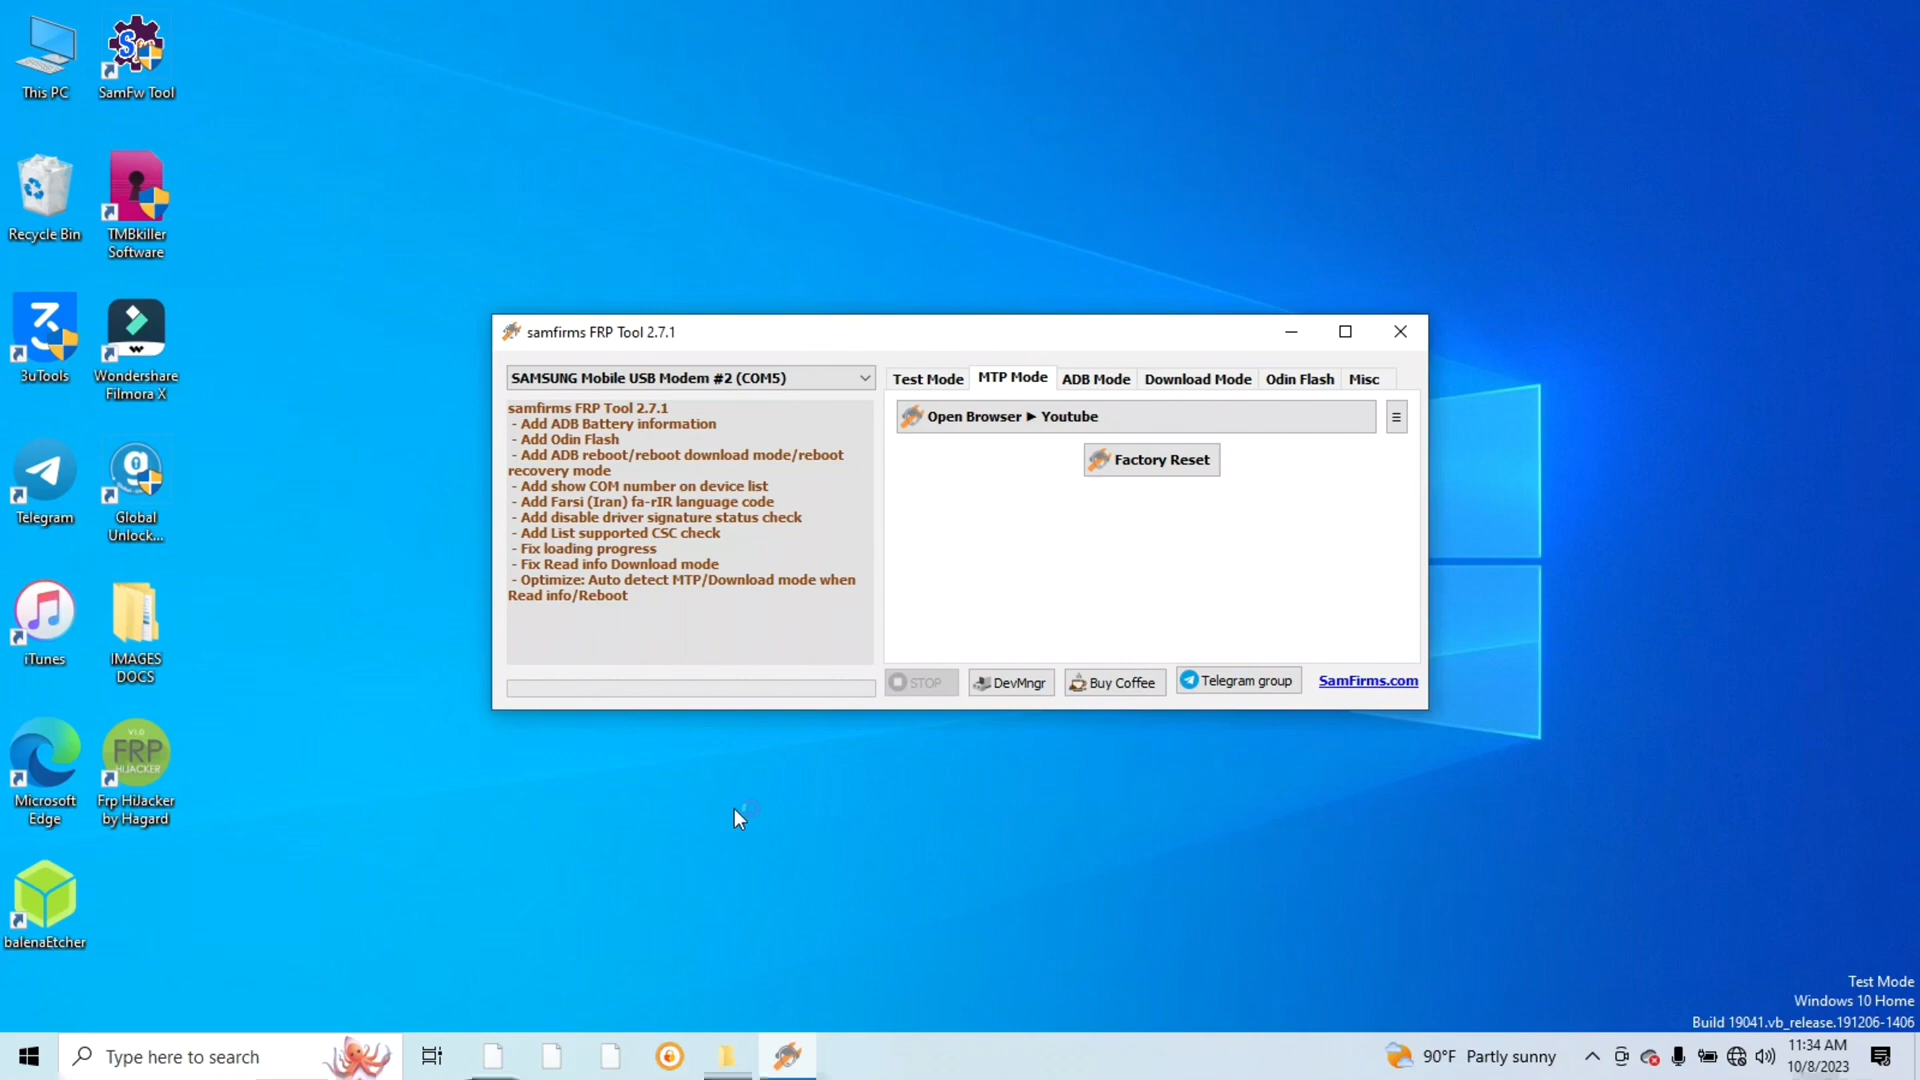 This PC
SamFw Tool
Recycle Bin
TMBkiller
Software
3uTools
Wondershare
Filmora X
Telegram
Global
Unlock...
iTunes
IMAGES
DOCS
Microsoft
Edge
V1.0
FRP
HIJACKER
Frp HiJacker
by Hagard
balenaEtcher
samfirms FRP Tool 2.7.1
SAMSUNG Mobile USB Modem #2 (COM5)
samfirms FRP Tool 2.7.1
- Add ADB Battery information
- Add Odin Flash
- Add ADB reboot/reboot download mode/reboot
recovery mode
- Add show COM number on device list
- Add Farsi (Iran) fa-rIR language code
- Add disable driver signature status check
- Add List supported CSC check
- Fix loading progress
- Fix Read info Download mode
- Optimize: Auto detect MTP/Download mode when
Read info/Reboot
Test Mode MTP Mode ADB Mode Download Mode Odin Flash Misc
Open Browser ► Youtube
Factory Reset
STOP DevMngr Buy Coffee Telegram group SamFirms.com
Test Mode
Windows 10 Home
Build 19041.vb_release.191206-1406
Type here to search
90°F Partly sunny
11:34 AM
10/8/2023